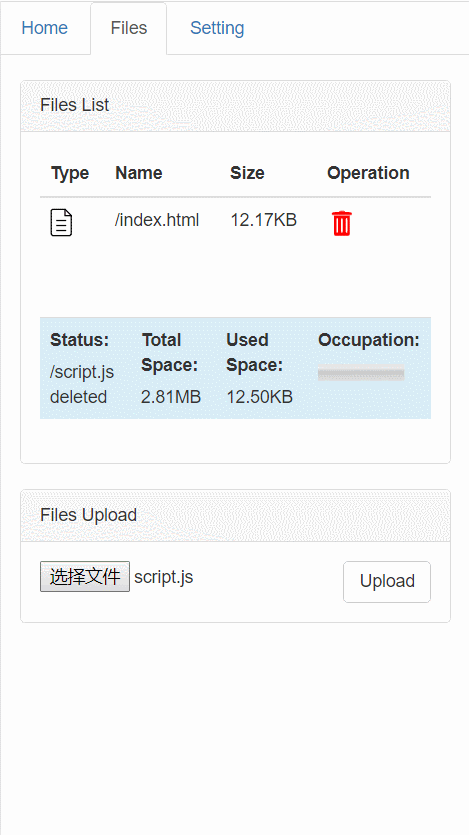 Home Files Setting
Files List
Type Name Size Operation
/index.html 12.17KB
Status: Total Space: Used Space: Occupation:
/script.js deleted 2.81MB 12.50KB
Files Upload
选择文件 script.js Upload